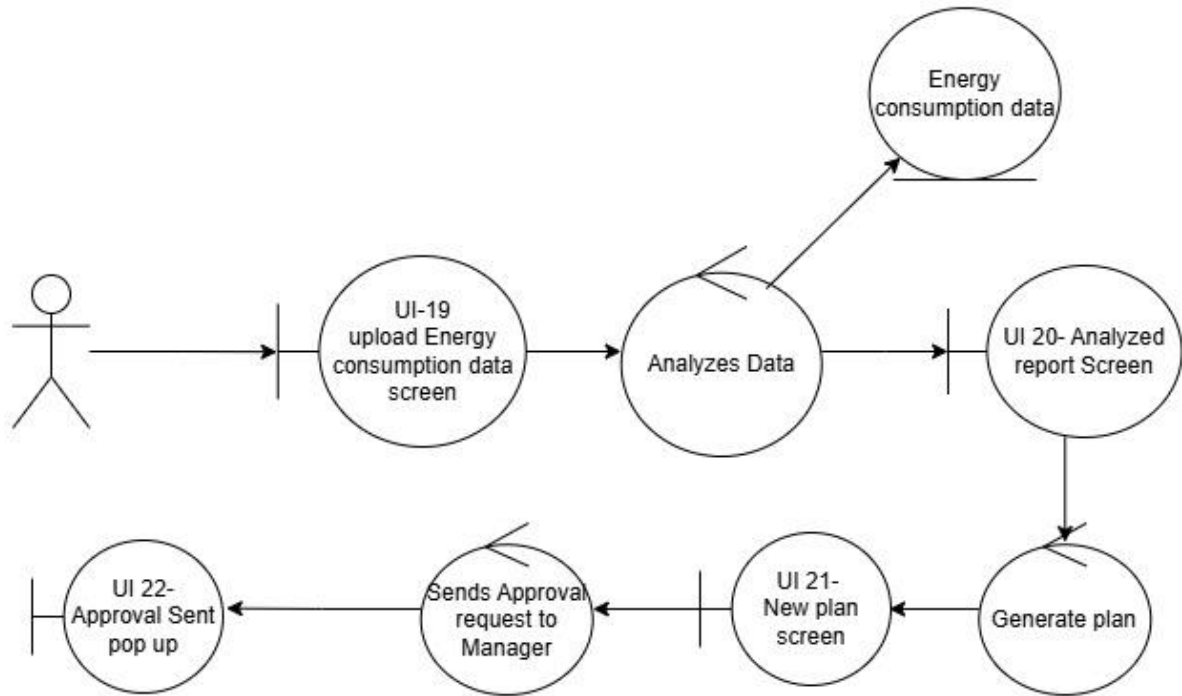 Energy
consumption data
UI-19
upload Energy
consumption data
screen
Analyzes Data
UI 20- Analyzed
report Screen
UI 22-
Approval Sent
pop up
Sends Approval
request to
Manager
UI 21-
New plan
screen
Generate plan